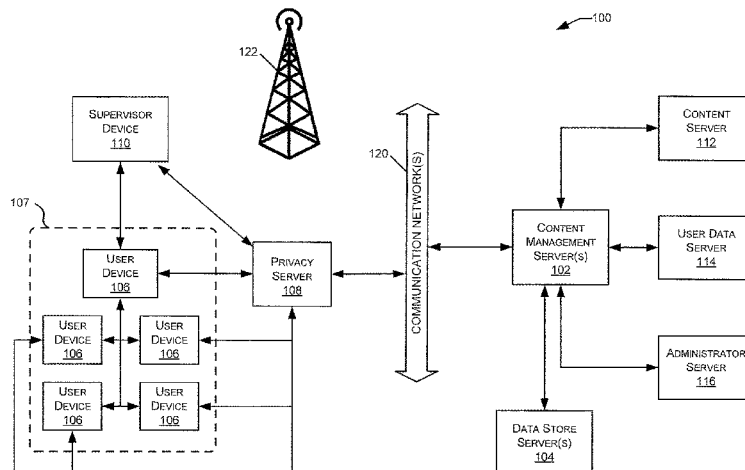 100
122
SUPERVISOR
DEVICE
110
CONTENT
SERVER
112
120
COMMUNICATION NETWORK(S)
107
CONTENT
MANAGEMENT
SERVER(S)
102
USER DATA
SERVER
114
USER
DEVICE
106
PRIVACY
SERVER
108
USER
DEVICE
106
USER
DEVICE
106
ADMINISTRATOR
SERVER
116
USER
DEVICE
106
USER
DEVICE
106
DATA STORE
SERVER(S)
104